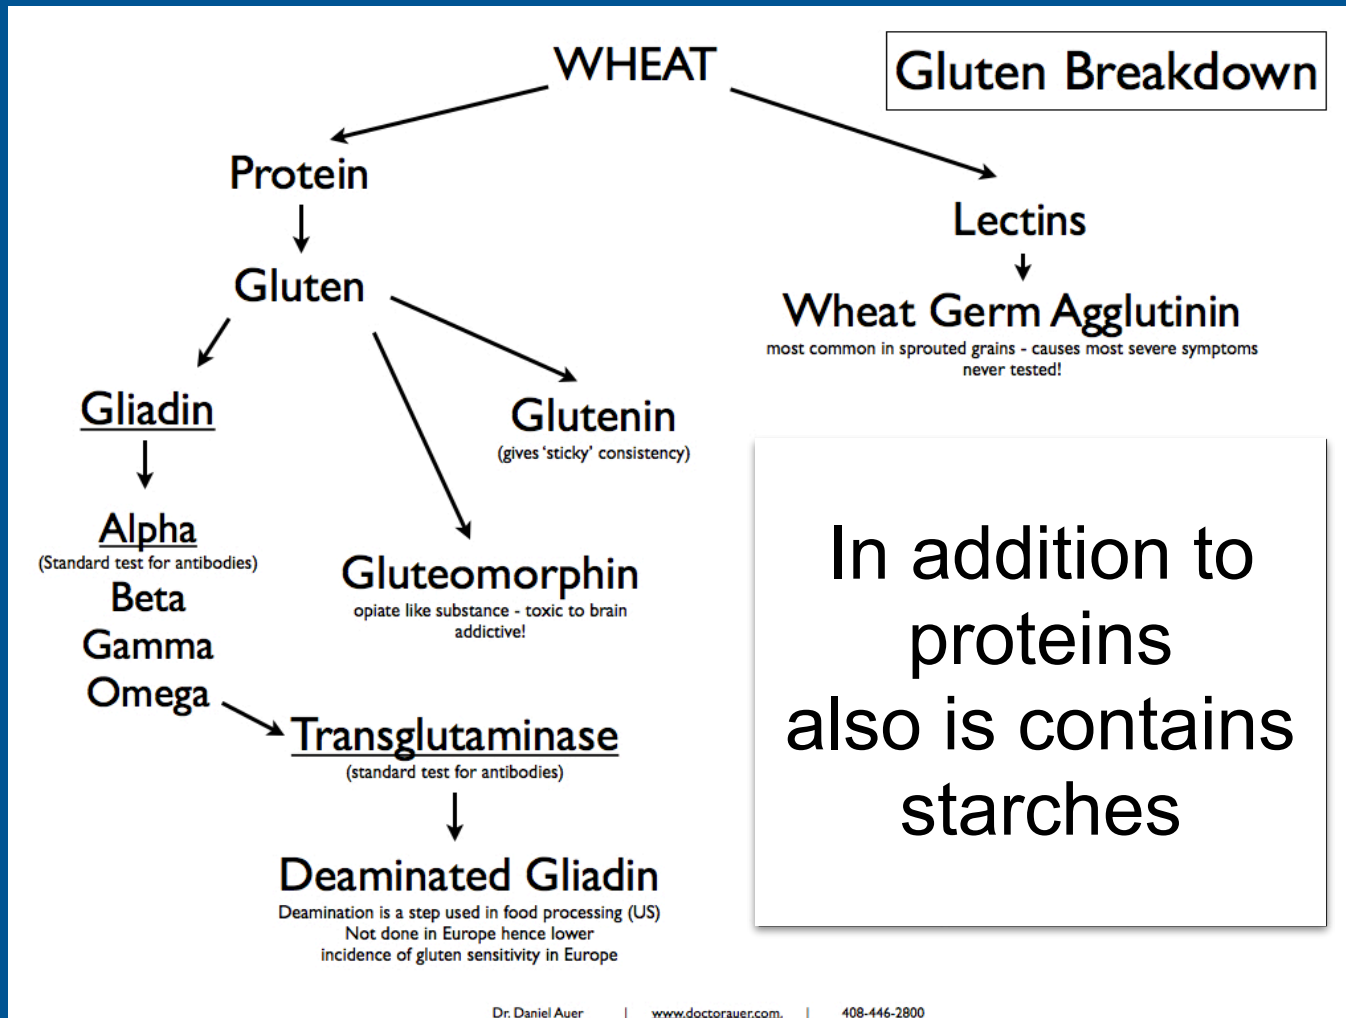 WHEAT
Gluten Breakdown
Protein
Lectins
Gluten
Wheat Germ Agglutinin
most common in sprouted grains - causes most severe symptoms
never tested!
Gliadin
Glutenin
(gives 'sticky' consistency)
Alpha
(Standard test for antibodies)
Beta
Gamma
Omega
Gluteomorphin
opiate like substance - toxic to brain
addictive!
Transglutaminase
(standard test for antibodies)
Deaminated Gliadin
Deamination is a step used in food processing (US)
Not done in Europe hence lower
incidence of gluten sensitivity in Europe
In addition to
proteins
also is contains
starches
Dr. Daniel Auer | www.doctorauer.com. | 408-446-2800